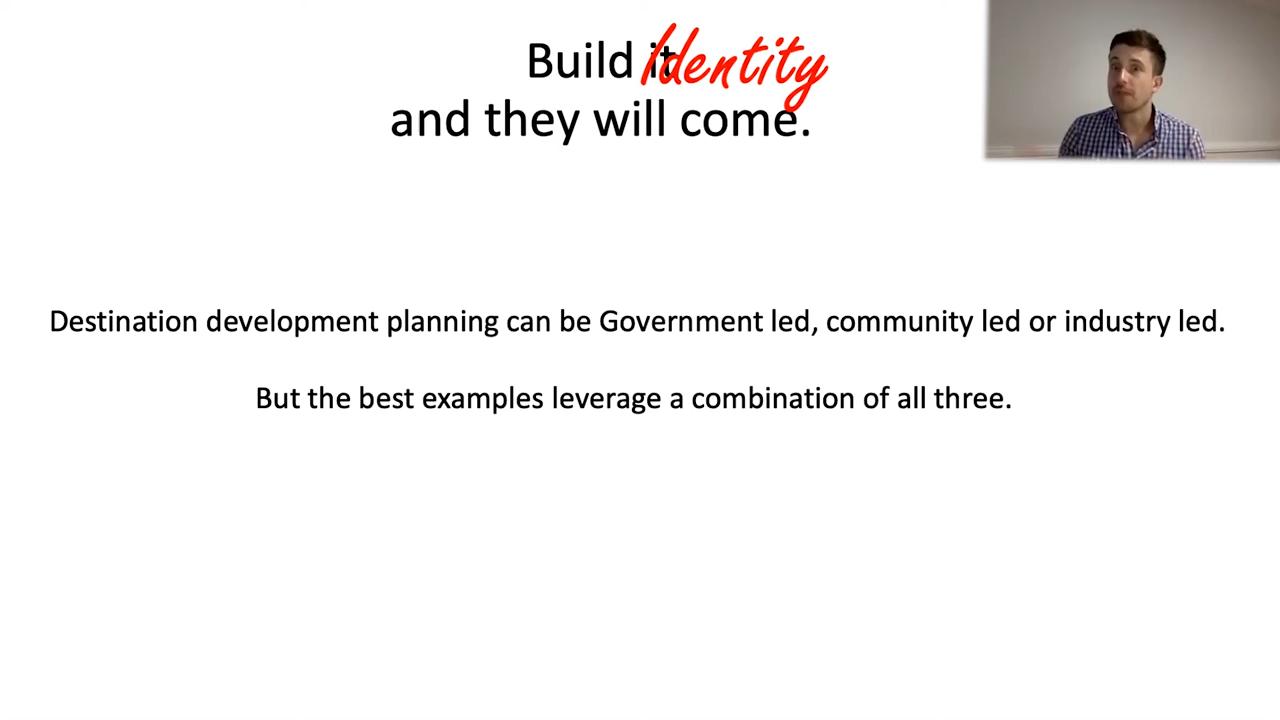 Build it Identity
and they will come.
Destination development planning can be Government led, community led or industry led.
But the best examples leverage a combination of all three.